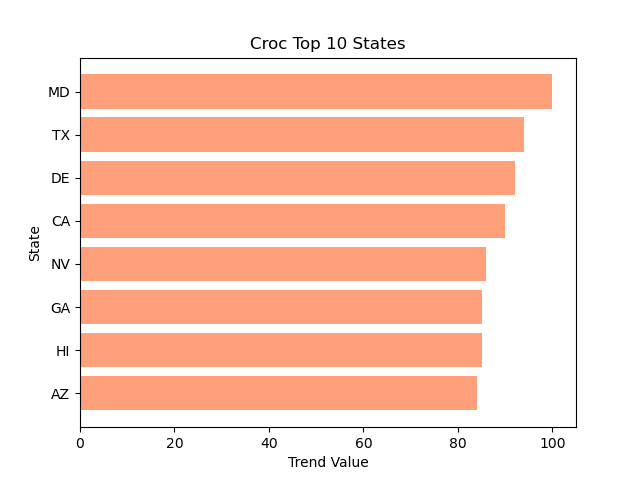 Croc Top 10 States
State
MD
TX
DE
CA
NV
GA
HI
AZ
0 20 40 60 80 100
Trend Value